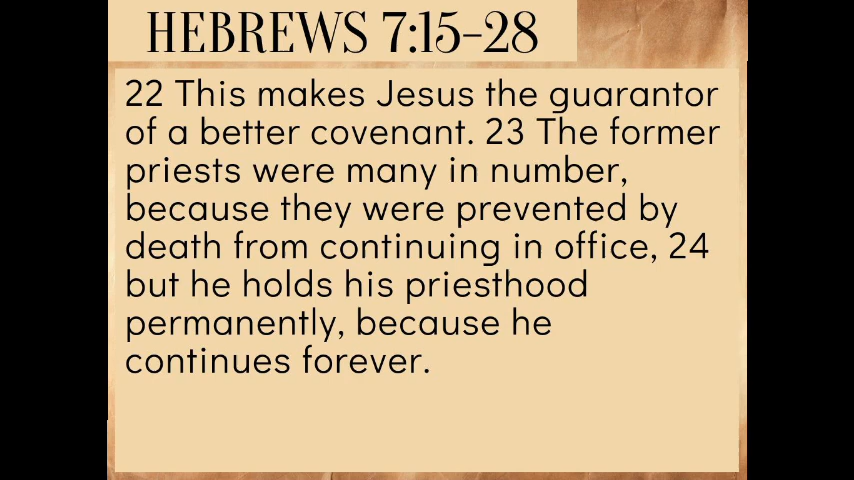 HEBREWS 7:15-28
22 This makes Jesus the guarantor
of a better covenant. 23 The former
priests were many in number,
because they were prevented by
death from continuing in office, 24
but he holds his priesthood
permanently, because he
continues forever.